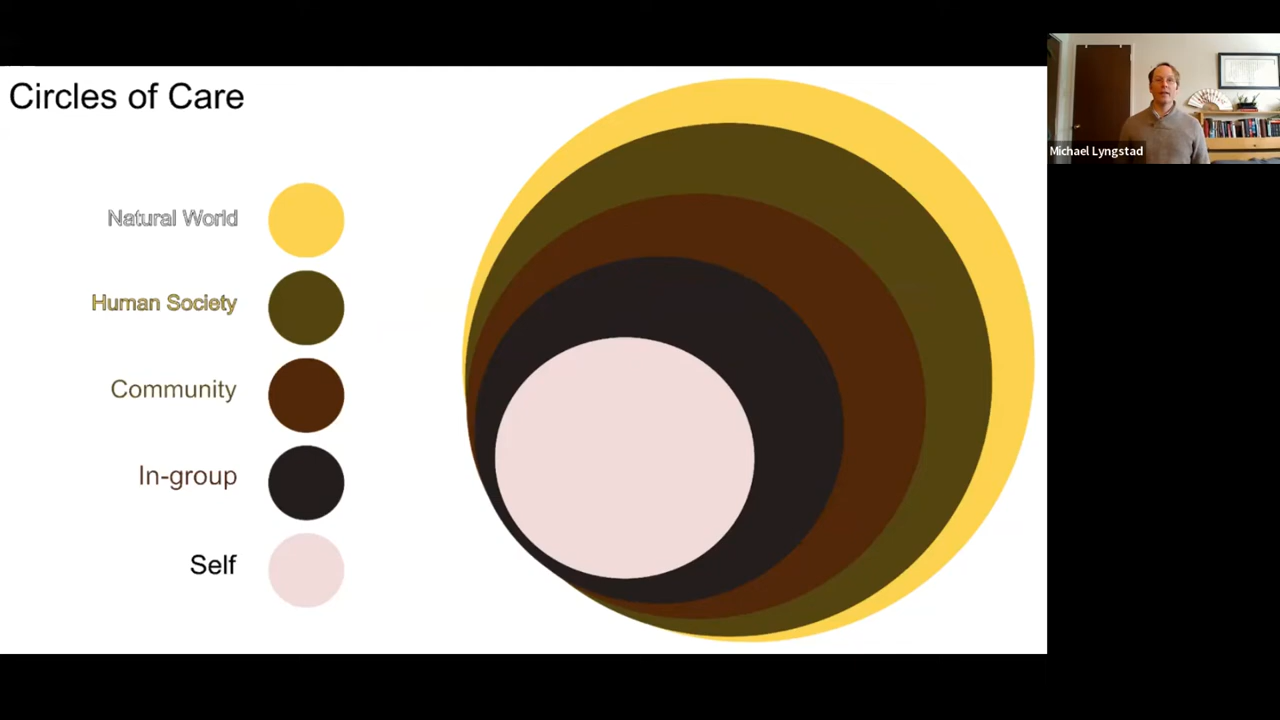 Circles of Care
Natural World
Human Society
Community
In-group
Self
Michael Lyngstad